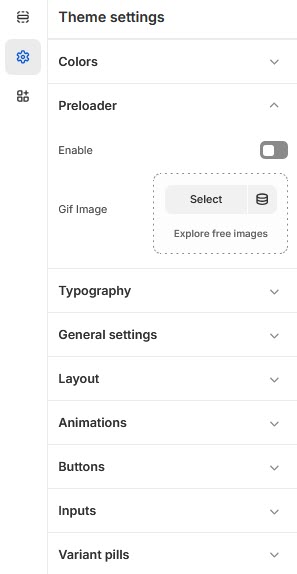 Theme settings
Colors
Preloader
Enable
Gif Image
Select
Explore free images
Typography
General settings
Layout
Animations
Buttons
Inputs
Variant pills